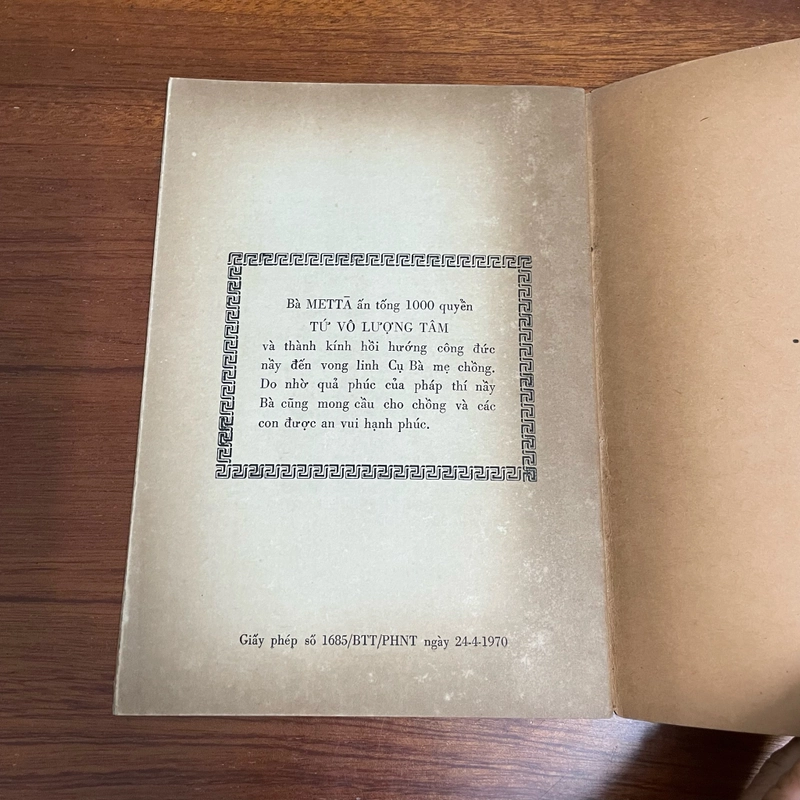 Bà METTĀ ấn tống 1000 quyển
TỨ VÔ LƯỢNG TÂM
và thành kính hồi hướng công đức
nầy đến vong linh Cụ Bà mẹ chồng.
Do nhờ quả phúc của pháp thí nầy
Bà cũng mong cầu cho chồng và các
con được an vui hạnh phúc.
Giấy phép số 1685/BTT/PHNT ngày 24-4-1970